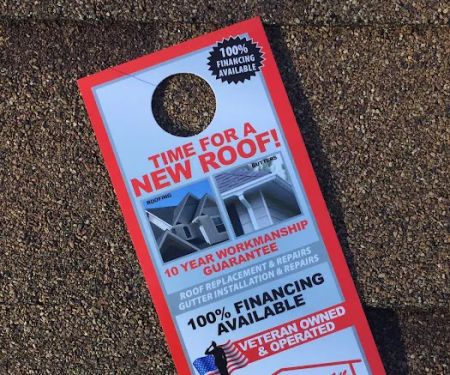 100%
FINANCING
AVAILABLE
TIME FOR A
NEW ROOF!
ROOFING
BUTTERS
10 YEAR WORKMANSHIP
GUARANTEE
ROOF REPLACEMENT & REPAIRS
GUTTER INSTALLATION & REPAIRS
100% FINANCING
AVAILABLE
VETERAN OWNED
& OPERATED